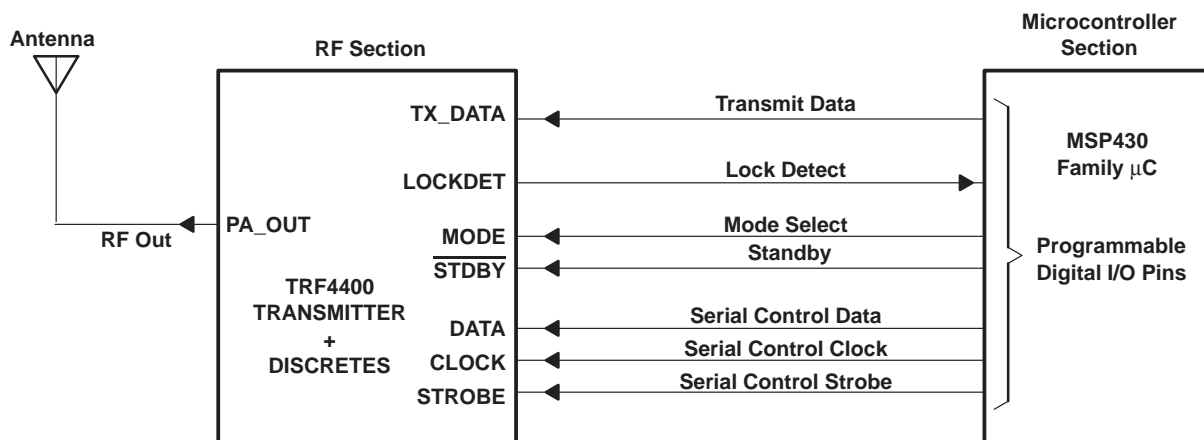 Antenna
RF Section
Microcontroller
Section
TX_DATA
Transmit Data
MSP430
Family µC
LOCKDET
Lock Detect
PA_OUT
RF Out
MODE
Mode Select
STDBY
Standby
Programmable
Digital I/O Pins
TRF4400
TRANSMITTER
+
DISCRETES
DATA
Serial Control Data
CLOCK
Serial Control Clock
STROBE
Serial Control Strobe